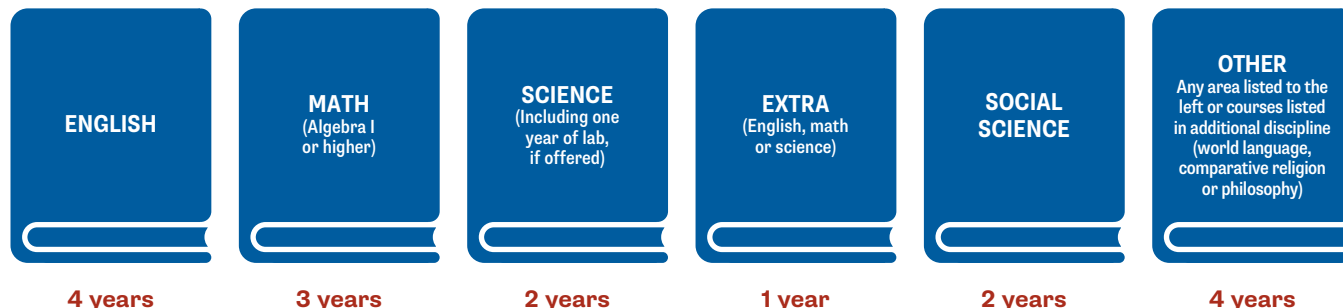 ENGLISH
MATH
(Algebra I
or higher)
SCIENCE
(Including one
year of lab,
if offered)
EXTRA
(English, math
or science)
SOCIAL
SCIENCE
OTHER
Any area listed to the
left or courses listed
in additional discipline
(world language,
comparative religion
or philosophy)
4 years
3 years
2 years
1 year
2 years
4 years